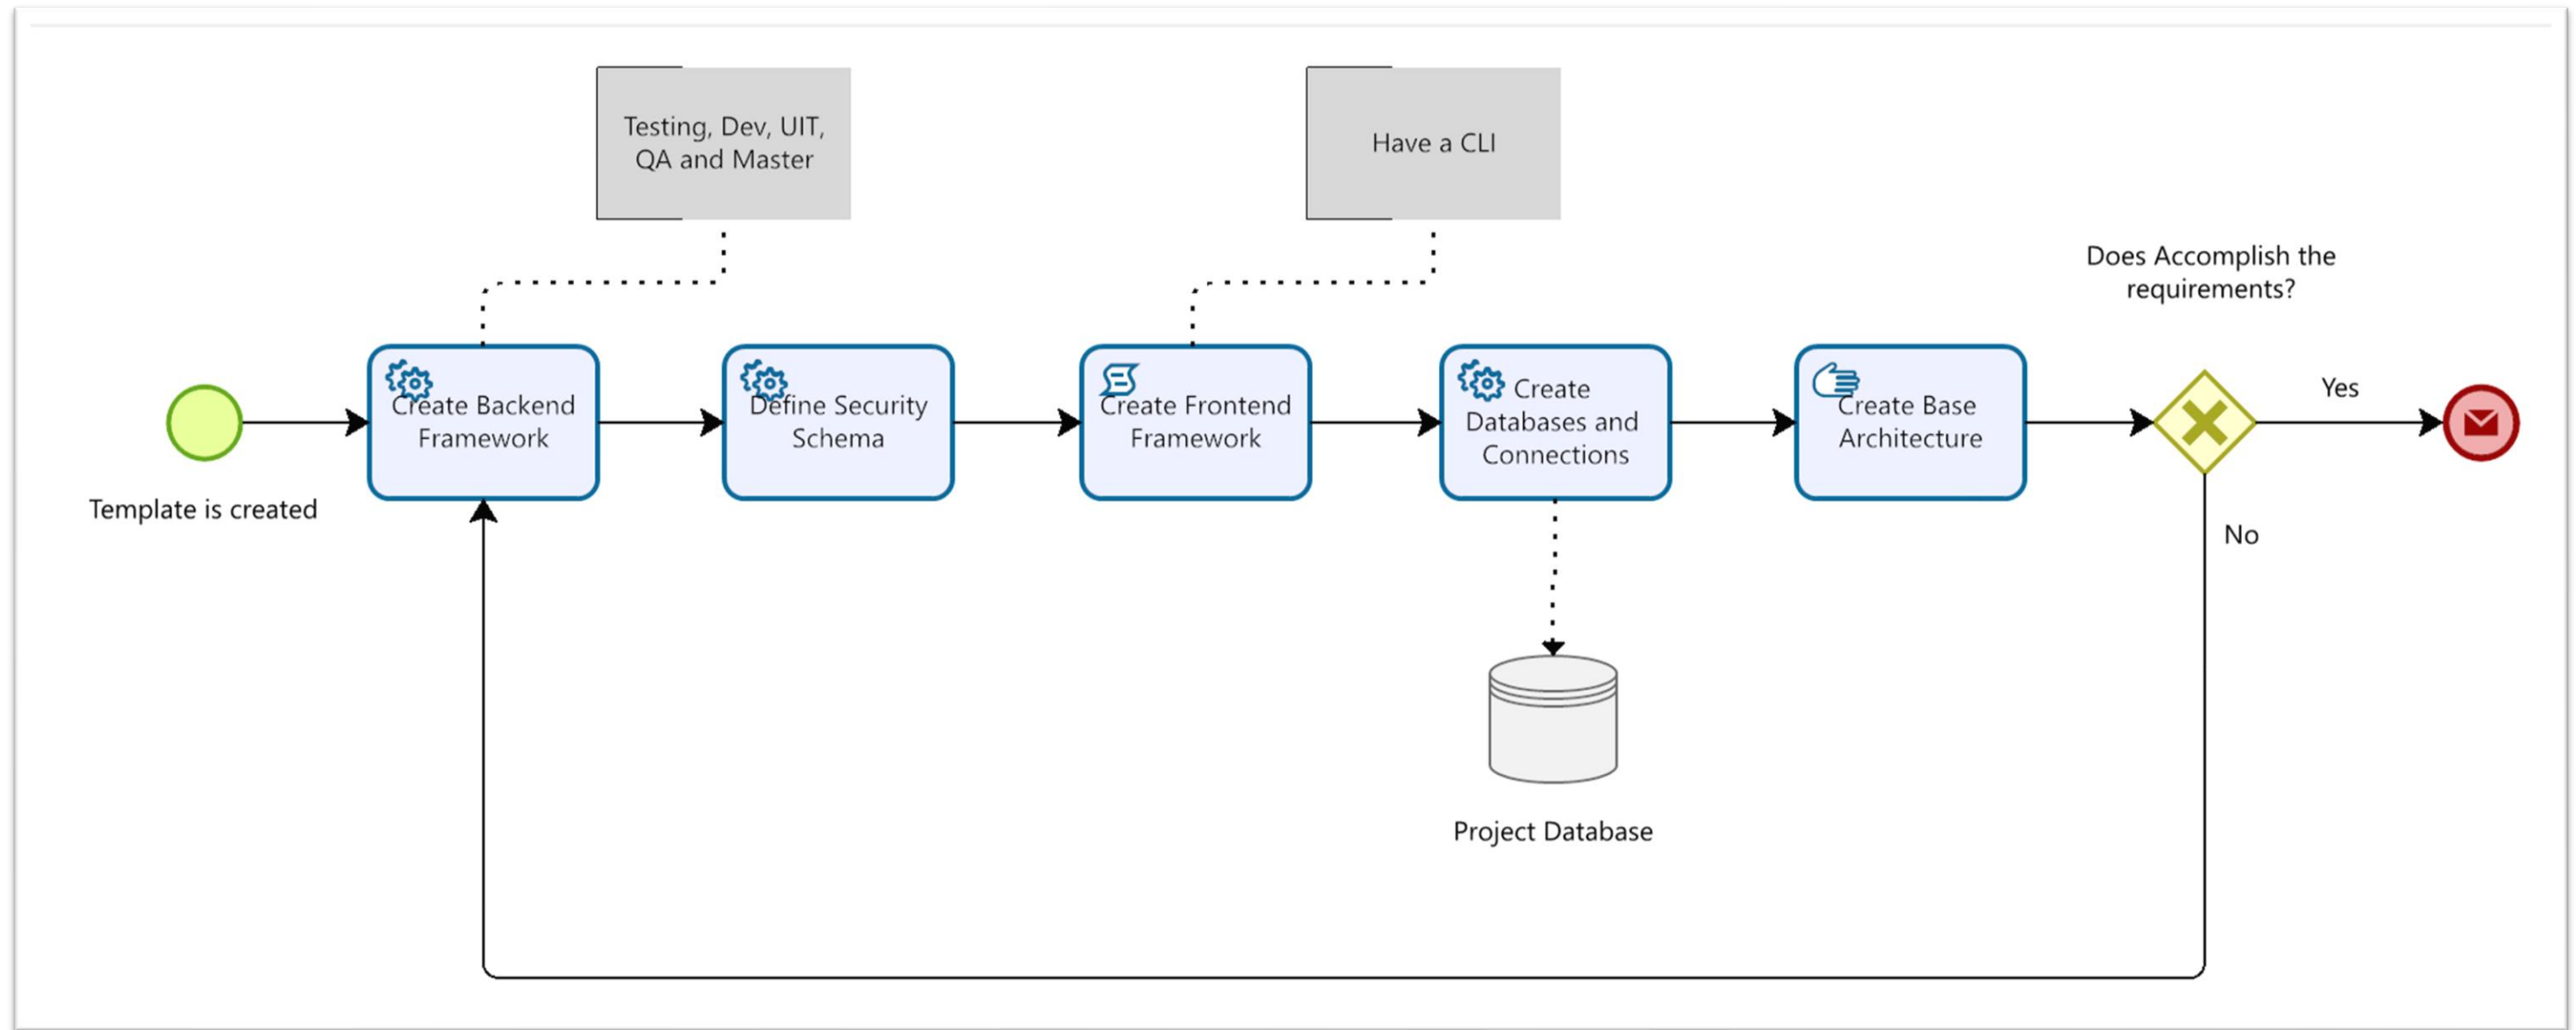 Testing, Dev, UIT,
QA and Master
Have a CLI
Does Accomplish the
requirements?
Template is created
Create Backend
Framework
Define Security
Schema
Create Frontend
Framework
Create
Databases and
Connections
Create Base
Architecture
Yes
No
Project Database